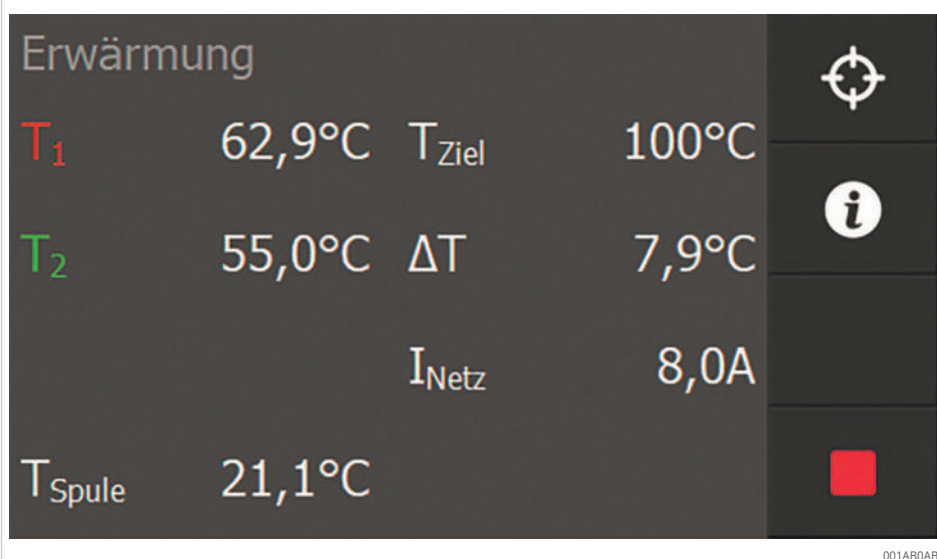 Erwärmung
T1 62,9°C TZiel 100°C
T2 55,0°C ΔT 7,9°C
INetz 8,0A
TSpule 21,1°C
i
001AB0AB